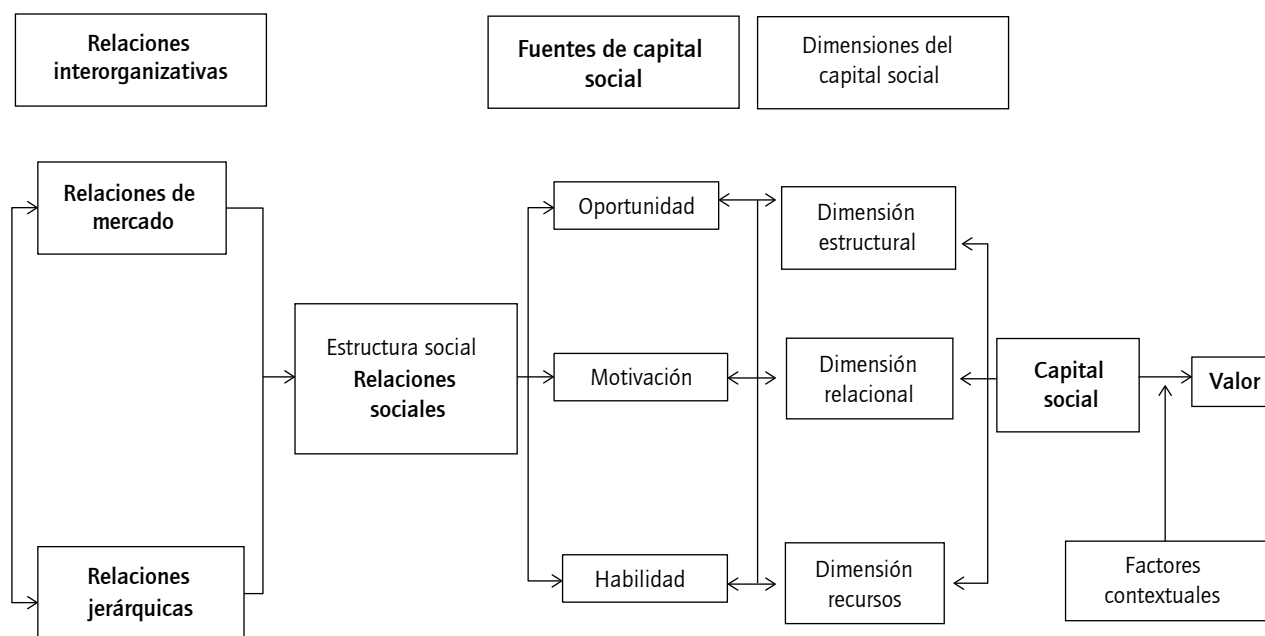 Relaciones
interorganizativas
Fuentes de capital
social
Dimensiones del
capital social
Relaciones de
mercado
Oportunidad
Dimensión
estructural
Estructura social
Relaciones
sociales
Motivación
Dimensión
relacional
Capital
social
Valor
Relaciones
jerárquicas
Habilidad
Dimensión
recursos
Factores
contextuales